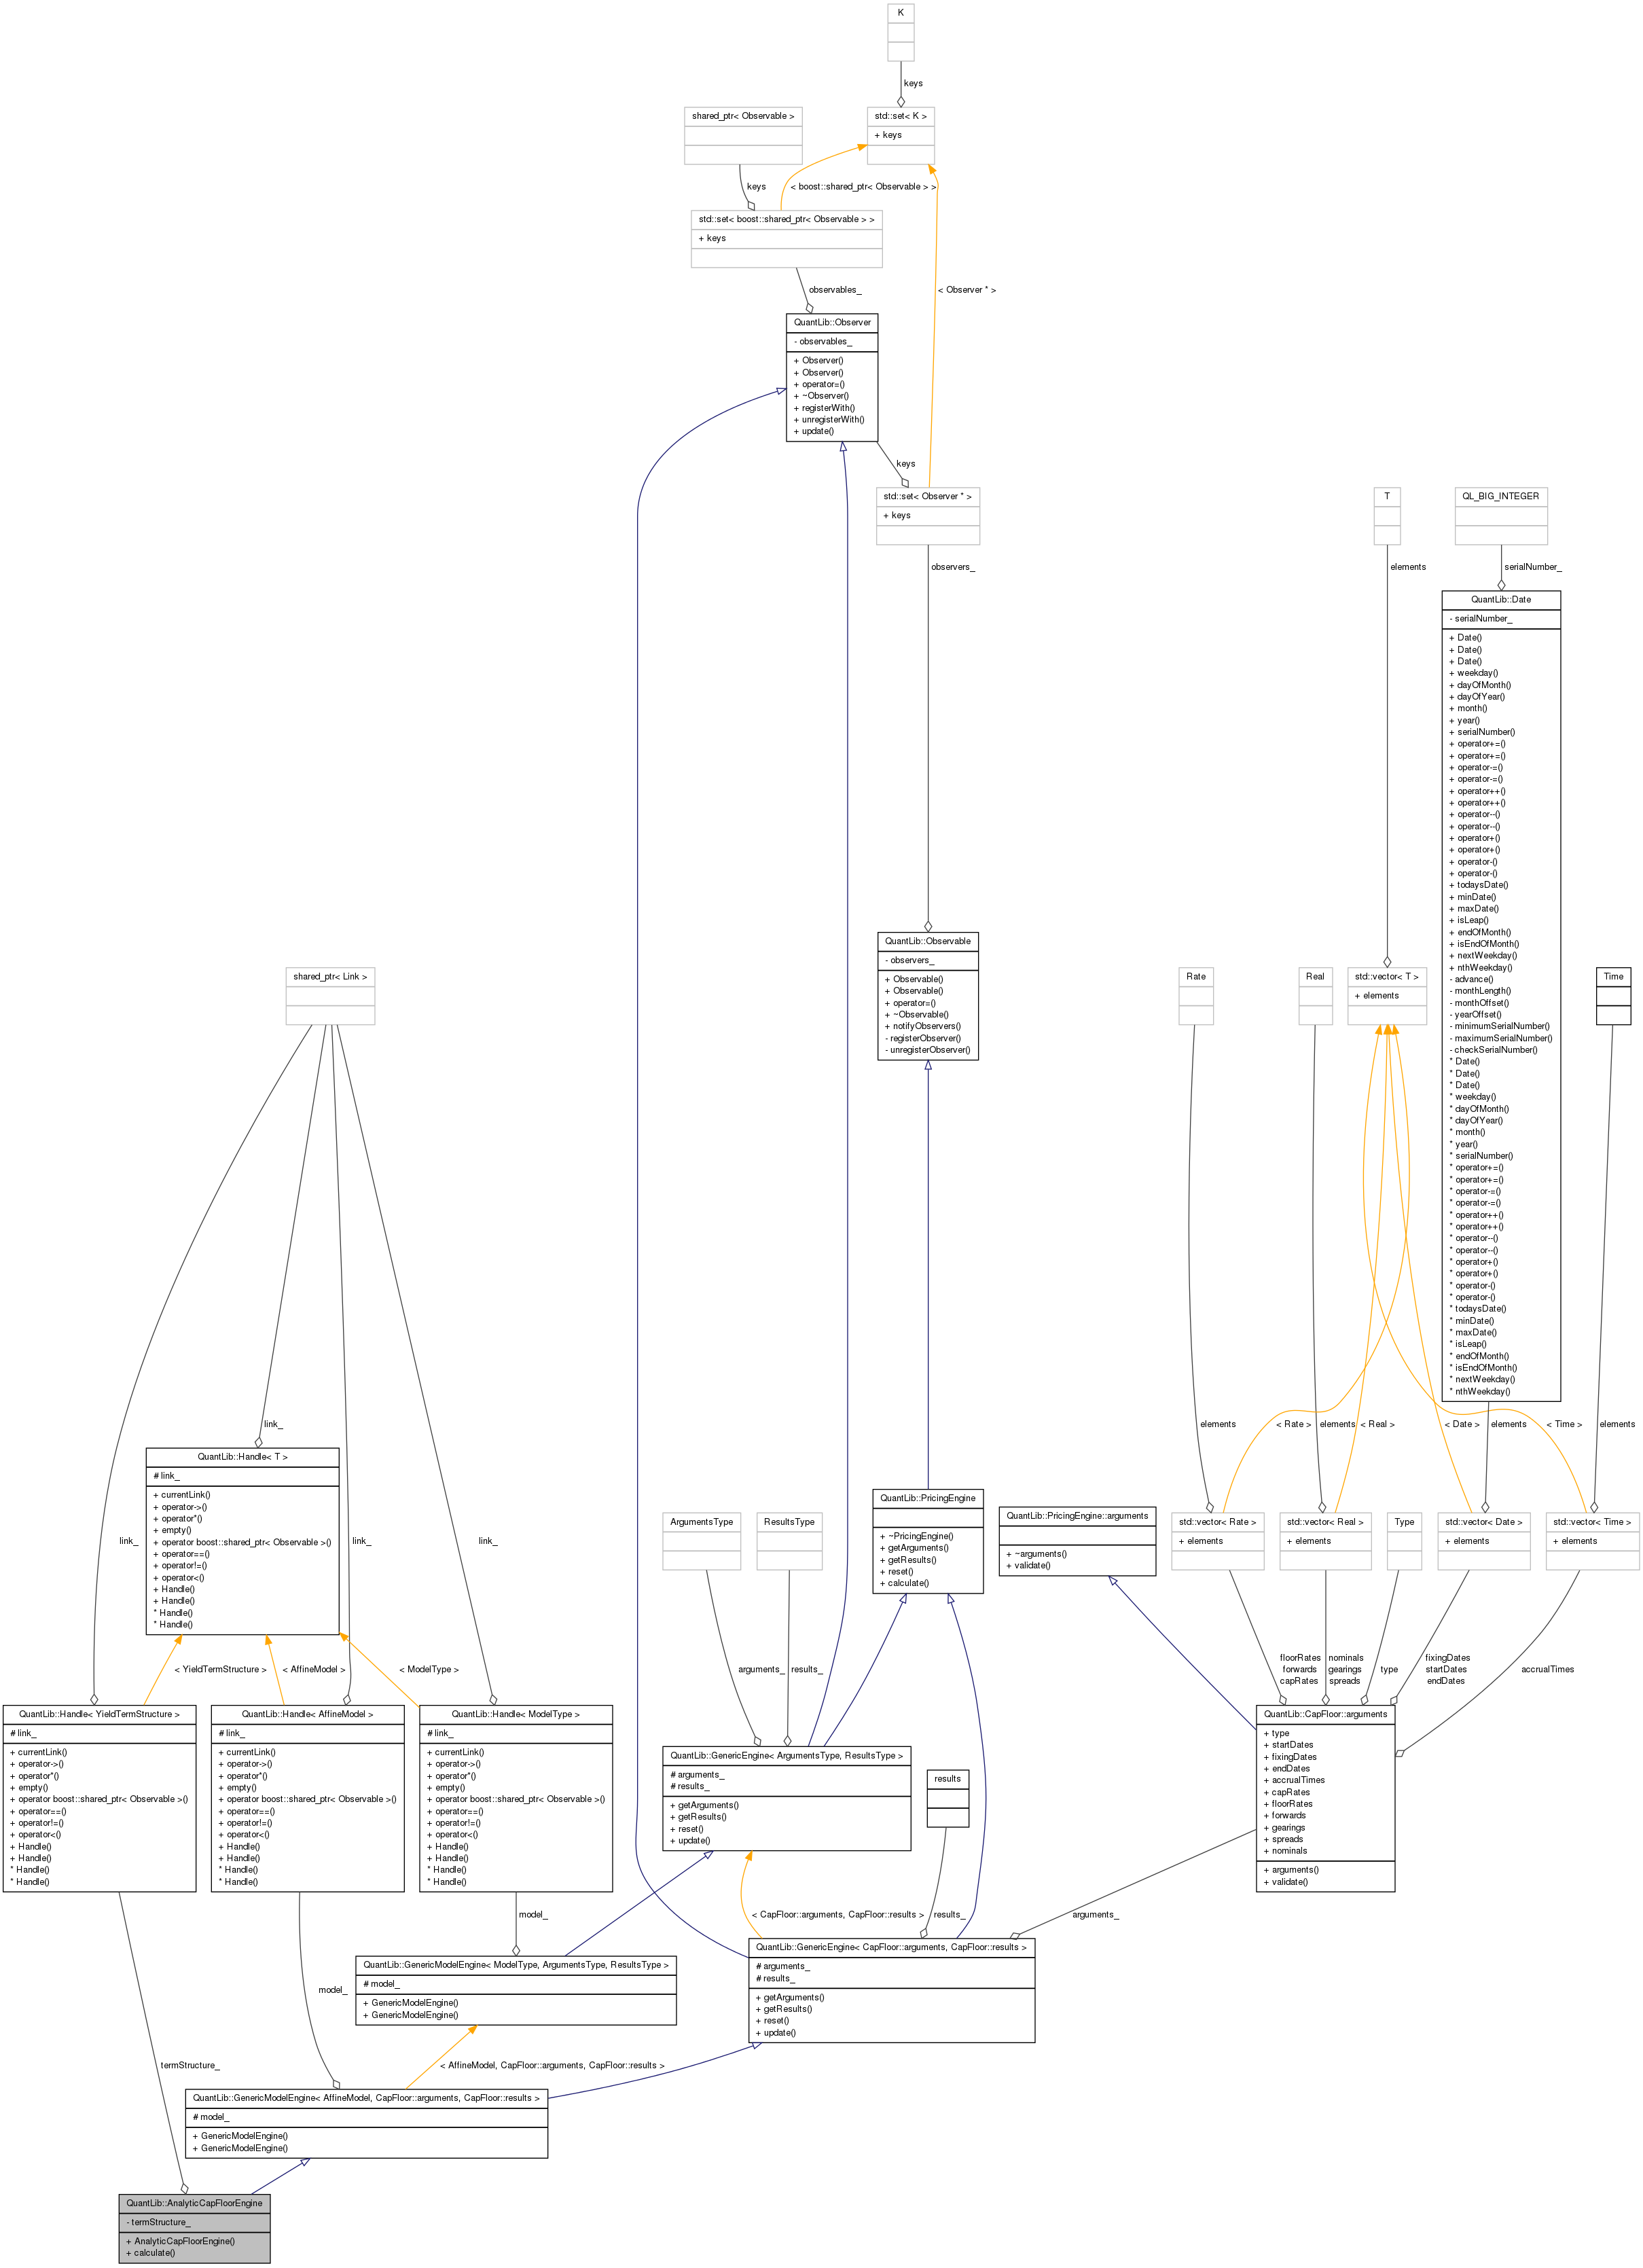 K
keys
shared_ptr< Observable >
std::set< K >
+ keys
keys
< boost::shared_ptr< Observable > >
std::set< boost::shared_ptr< Observable > >
+ keys
observables_
< Observer * >
QuantLib::Observer
- observables_
+ Observer()
+ Observer()
+ operator=()
+ ~Observer()
+ registerWith()
+ unregisterWith()
+ update()
keys
std::set< Observer * >
+ keys
T
QL_BIG_INTEGER
observers_
elements
serialNumber_
QuantLib::Date
- serialNumber_
+ Date()
+ Date()
+ Date()
+ weekday()
+ dayOfMonth()
+ dayOfYear()
+ month()
+ year()
+ serialNumber()
+ operator+=()
+ operator+=()
+ operator-=()
+ operator-=()
+ operator++()
+ operator++()
+ operator--()
+ operator--()
+ operator+()
+ operator+()
+ operator-()
+ operator-()
+ todaysDate()
+ minDate()
+ maxDate()
+ isLeap()
+ endOfMonth()
+ isEndOfMonth()
+ nextWeekday()
+ nthWeekday()
- advance()
- monthLength()
- monthOffset()
- yearOffset()
- minimumSerialNumber()
- maximumSerialNumber()
- checkSerialNumber()
* Date()
* Date()
* Date()
* weekday()
* dayOfMonth()
* dayOfYear()
* month()
* year()
* serialNumber()
* operator+=()
* operator+=()
* operator-=()
* operator-=()
* operator++()
* operator++()
* operator--()
* operator--()
* operator+()
* operator+()
* operator-()
* operator-()
* todaysDate()
* minDate()
* maxDate()
* isLeap()
* endOfMonth()
* isEndOfMonth()
* nextWeekday()
* nthWeekday()
QuantLib::Observable
- observers_
+ Observable()
+ Observable()
+ operator=()
+ ~Observable()
+ notifyObservers()
- registerObserver()
- unregisterObserver()
shared_ptr< Link >
Rate
Real
std::vector< T >
+ elements
Time
link_
elements
< Rate >
elements
< Real >
< Date >
elements
< Time >
elements
QuantLib::Handle< T >
# link_
+ currentLink()
+ operator->()
+ operator*()
+ empty()
+ operator boost::shared_ptr< Observable >()
+ operator==()
+ operator!=()
+ operator<()
+ Handle()
+ Handle()
* Handle()
* Handle()
link_
link_
link_
ArgumentsType
ResultsType
QuantLib::PricingEngine
+ ~PricingEngine()
+ getArguments()
+ getResults()
+ reset()
+ calculate()
QuantLib::PricingEngine::arguments
+ ~arguments()
+ validate()
std::vector< Rate >
+ elements
std::vector< Real >
+ elements
Type
std::vector< Date >
+ elements
std::vector< Time >
+ elements
< YieldTermStructure >
< AffineModel >
< ModelType >
arguments_
results_
floorRates
forwards
capRates
nominals
gearings
spreads
type
fixingDates
startDates
endDates
accrualTimes
QuantLib::Handle< YieldTermStructure >
# link_
+ currentLink()
+ operator->()
+ operator*()
+ empty()
+ operator boost::shared_ptr< Observable >()
+ operator==()
+ operator!=()
+ operator<()
+ Handle()
+ Handle()
* Handle()
* Handle()
QuantLib::Handle< AffineModel >
# link_
+ currentLink()
+ operator->()
+ operator*()
+ empty()
+ operator boost::shared_ptr< Observable >()
+ operator==()
+ operator!=()
+ operator<()
+ Handle()
+ Handle()
* Handle()
* Handle()
QuantLib::Handle< ModelType >
# link_
+ currentLink()
+ operator->()
+ operator*()
+ empty()
+ operator boost::shared_ptr< Observable >()
+ operator==()
+ operator!=()
+ operator<()
+ Handle()
+ Handle()
* Handle()
* Handle()
QuantLib::GenericEngine< ArgumentsType, ResultsType >
# arguments_
# results_
+ getArguments()
+ getResults()
+ reset()
+ update()
results
QuantLib::CapFloor::arguments
+ type
+ startDates
+ fixingDates
+ endDates
+ accrualTimes
+ capRates
+ floorRates
+ forwards
+ gearings
+ spreads
+ nominals
+ arguments()
+ validate()
model_
< CapFloor::arguments, CapFloor::results >
results_
arguments_
QuantLib::GenericModelEngine< ModelType, ArgumentsType, ResultsType >
# model_
+ GenericModelEngine()
+ GenericModelEngine()
QuantLib::GenericEngine< CapFloor::arguments, CapFloor::results >
# arguments_
# results_
+ getArguments()
+ getResults()
+ reset()
+ update()
model_
termStructure_
< AffineModel, CapFloor::arguments, CapFloor::results >
QuantLib::GenericModelEngine< AffineModel, CapFloor::arguments, CapFloor::results >
# model_
+ GenericModelEngine()
+ GenericModelEngine()
QuantLib::AnalyticCapFloorEngine
- termStructure_
+ AnalyticCapFloorEngine()
+ calculate()